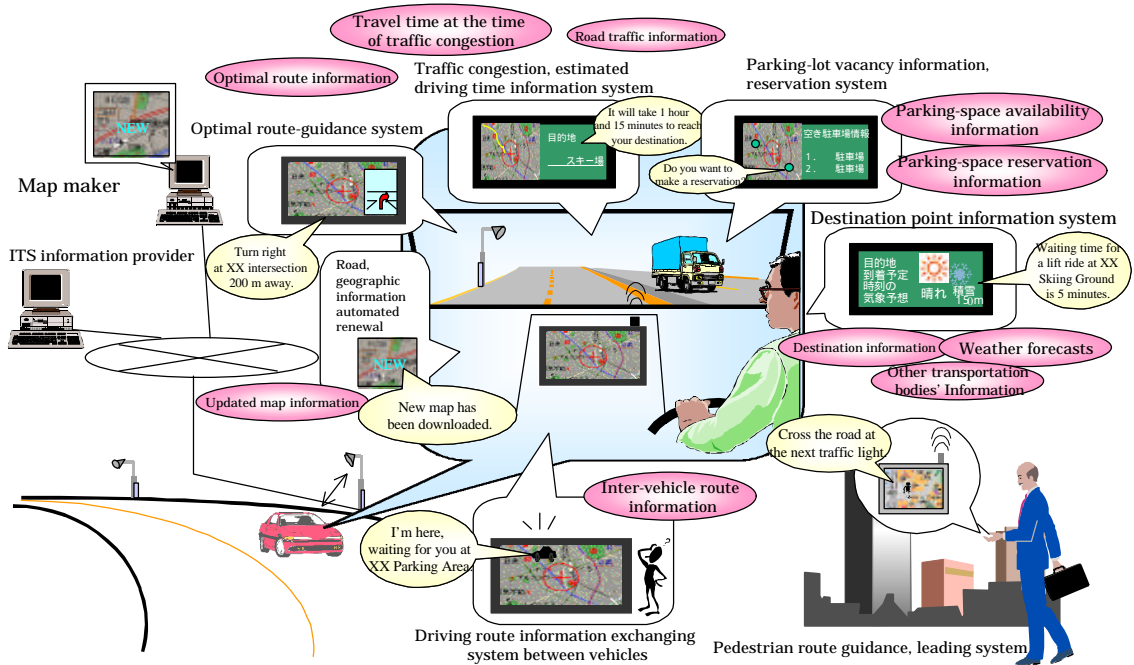 Travel time at the time
of traffic congestion
Road traffic information
Optimal route information
Traffic congestion, estimated
driving time information system
Parking-lot vacancy information,
reservation system
It will take 1 hour
and 15 minutes to reach
your destination.
目的地
スキー場
空き駐車場情報
1. 駐車場
2. 駐車場
Do you want to
make a reservation?
Parking-space availability
information
Parking-space reservation
information
NEW
Map maker
Optimal route-guidance system
Turn right
at XX intersection
200 m away.
ITS information provider
Road,
geographic
information
automated
renewal
NEW
Updated map information
New map has
been downloaded.
Destination point information system
目的地
到着予定
時刻の
気象予想
晴れ
積雪
150m
Waiting time for
a lift ride at XX
Skiing Ground
is 5 minutes.
Destination information
Weather forecasts
Other transportation
bodies' Information
Cross the road at
the next traffic light.
Inter-vehicle route
information
I'm here,
waiting for you at
XX Parking Area.
?
Driving route information exchanging
system between vehicles
Pedestrian route guidance, leading system